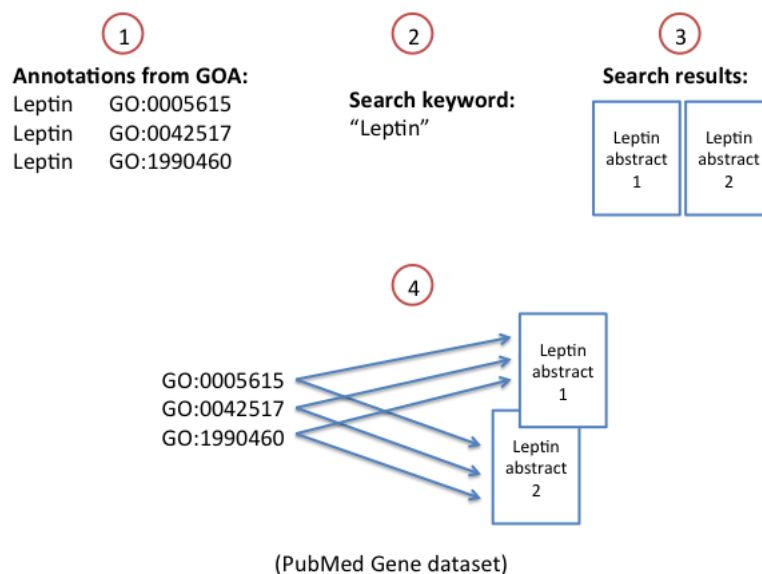 1
Annotations from GOA:
Leptin GO:0005615
Leptin GO:0042517
Leptin GO:1990460
2
Search keyword:
“Leptin”
3
Search results:
Leptin
abstract
1
Leptin
abstract
2
4
GO:0005615
GO:0042517
GO:1990460
Leptin
abstract
1
Leptin
abstract
2
(PubMed Gene dataset)